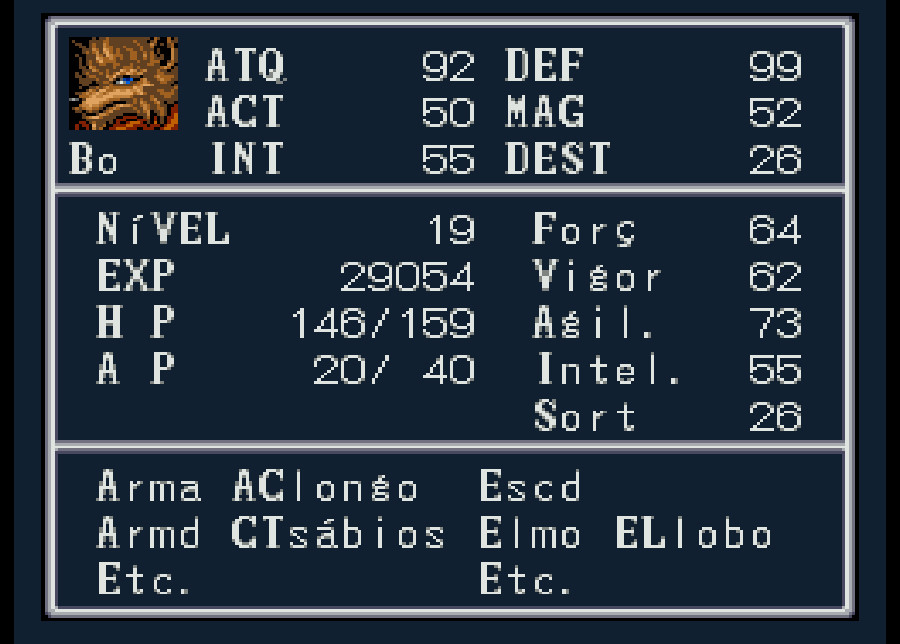 ATQ 92 DEF 99
ACT 50 MAG 52
Bo INT 55 DEST 26
NíVEL 19 Forç 64
EXP 29054 Vigor 62
H P 146/159 Agil. 73
A P 20/ 40 Intel. 55
Sort 26
Arma AClongo Escd
Armd CTsábios Elmo ELlobo
Etc. Etc.